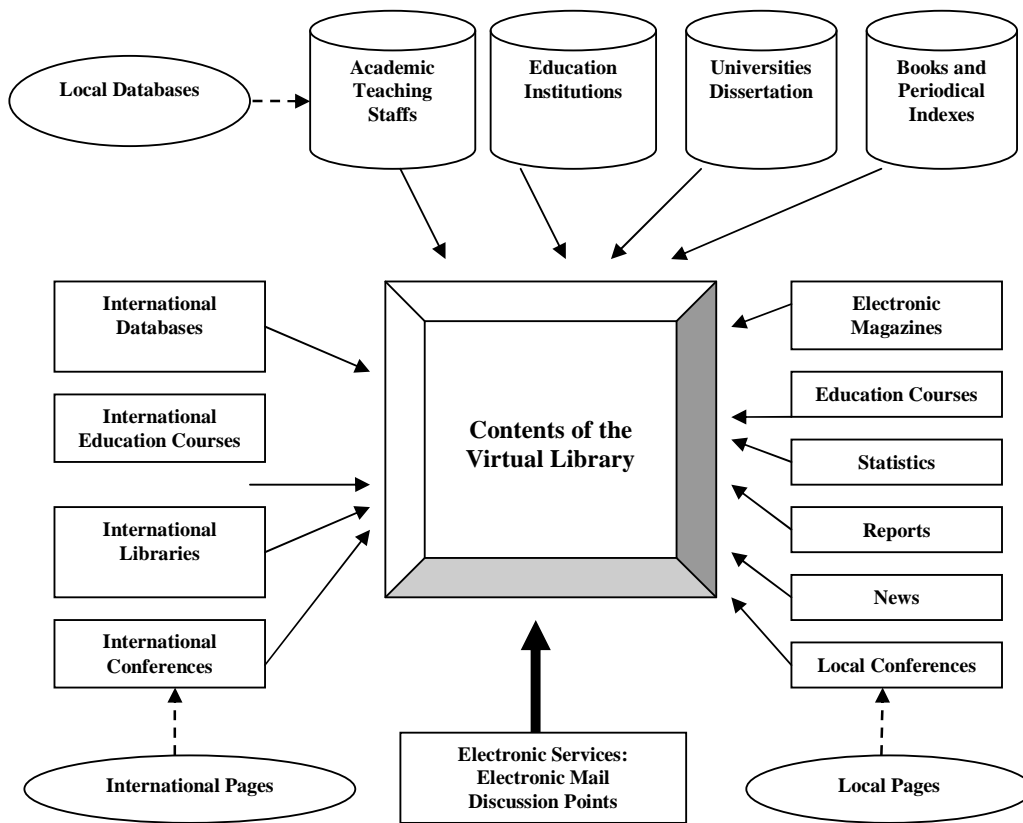 Local Databases
Academic
Teaching
Staffs
Education
Institutions
Universities
Dissertation
Books and
Periodical
Indexes
International
Databases
International
Education Courses
International
Libraries
International
Conferences
International Pages
Contents of the
Virtual Library
Electronic Services:
Electronic Mail
Discussion Points
Electronic
Magazines
Education Courses
Statistics
Reports
News
Local Conferences
Local Pages